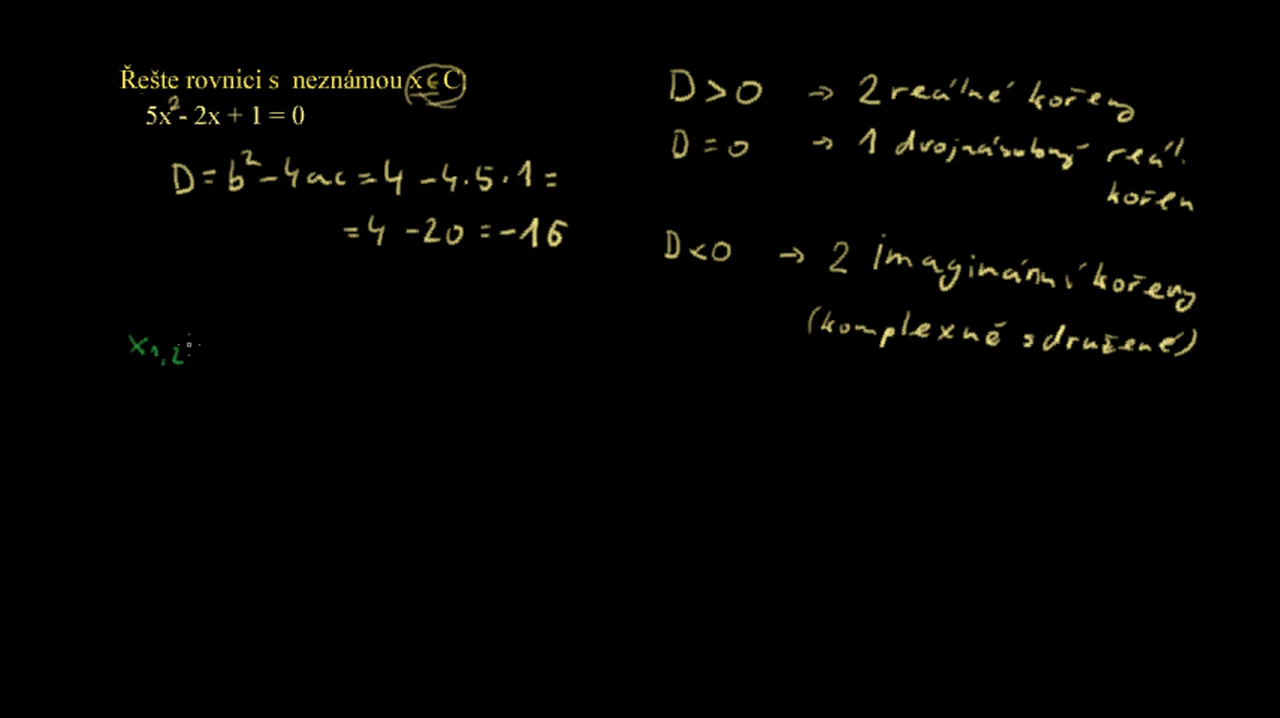 Řešte rovnici s neznámou x ∈ C
5x² - 2x + 1 = 0
D = b² - 4ac = 4 - 4·5·1 =
= 4 - 20 = -16
x₁,₂
D > 0 → 2 reálné kořeny
D = 0 → 1 dvojnásobný reál.
kořen
D < 0 → 2 imaginární kořeny
(komplexně sdružené)